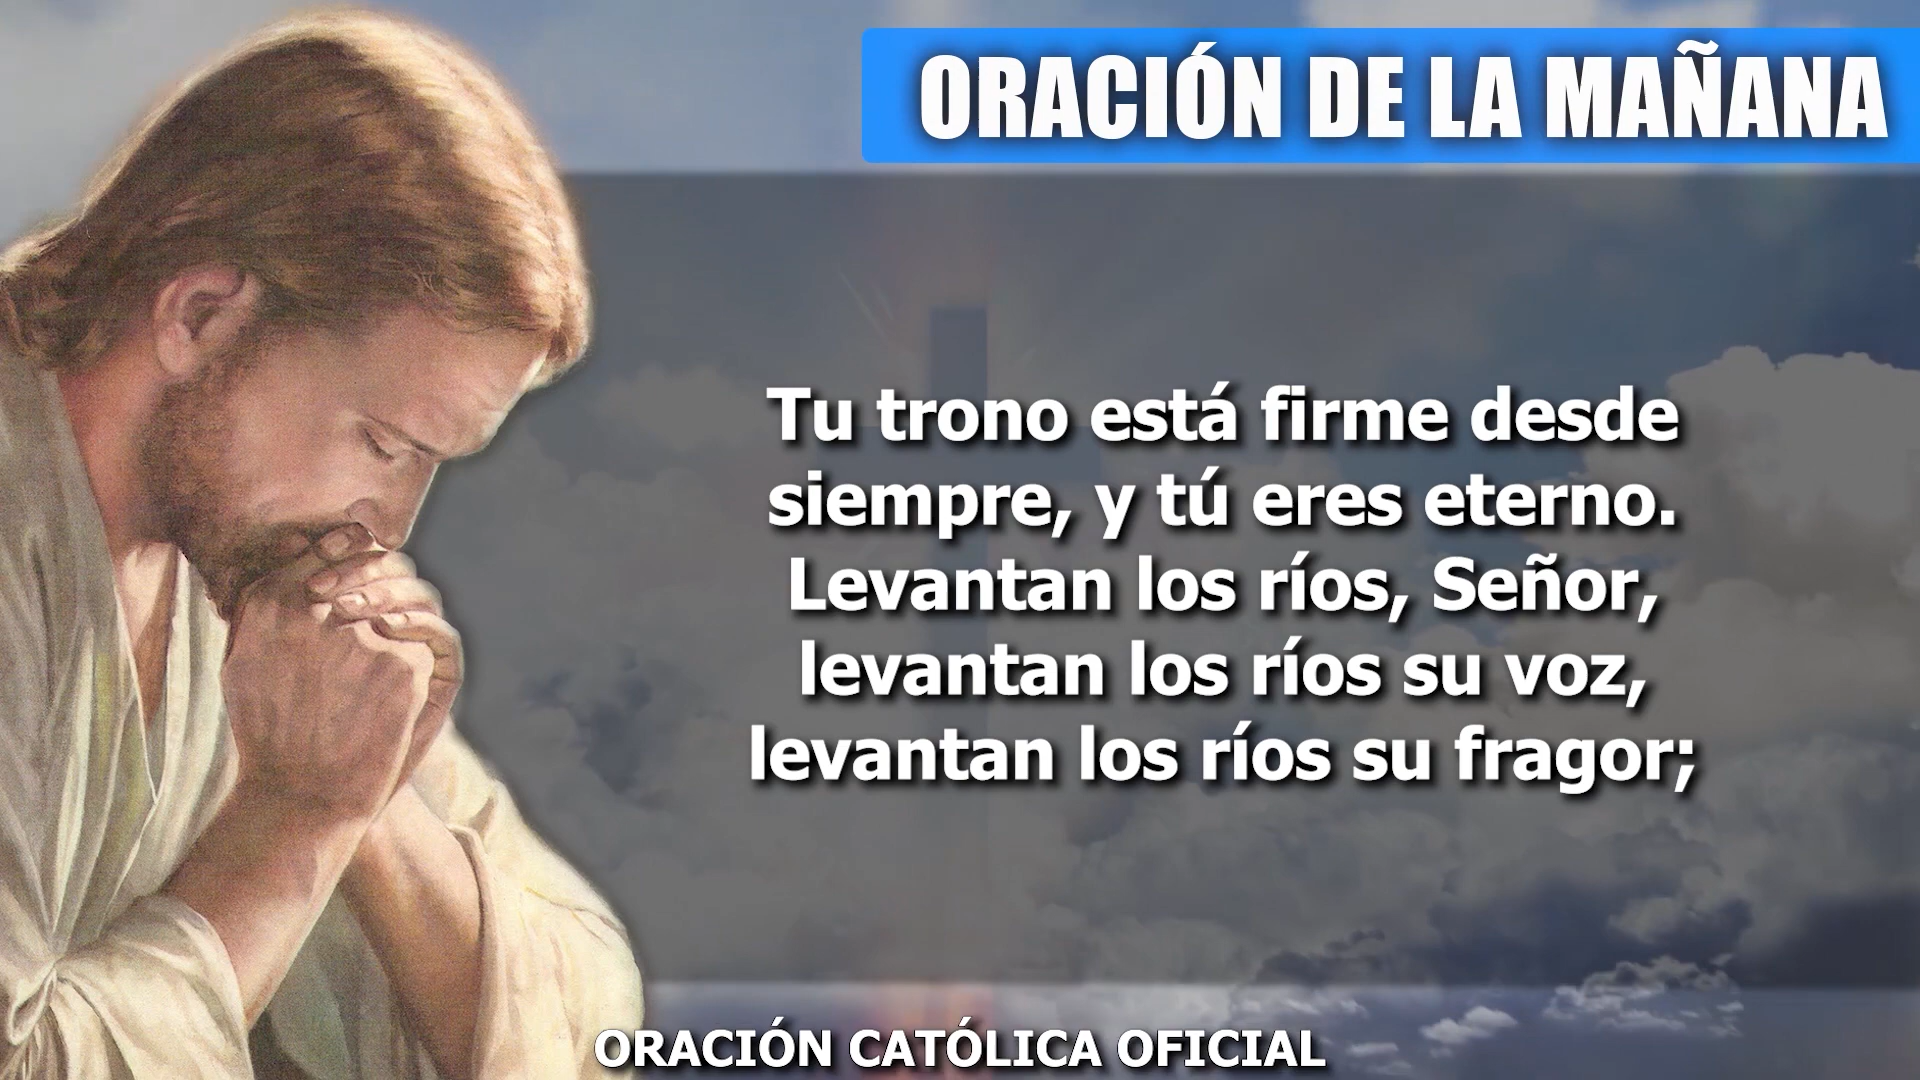 ORACIÓN DE LA MAÑANA
Tu trono está firme desde
siempre, y tú eres eterno.
Levantan los ríos, Señor,
levantan los ríos su voz,
levantan los ríos su fragor;
ORACIÓN CATÓLICA OFICIAL